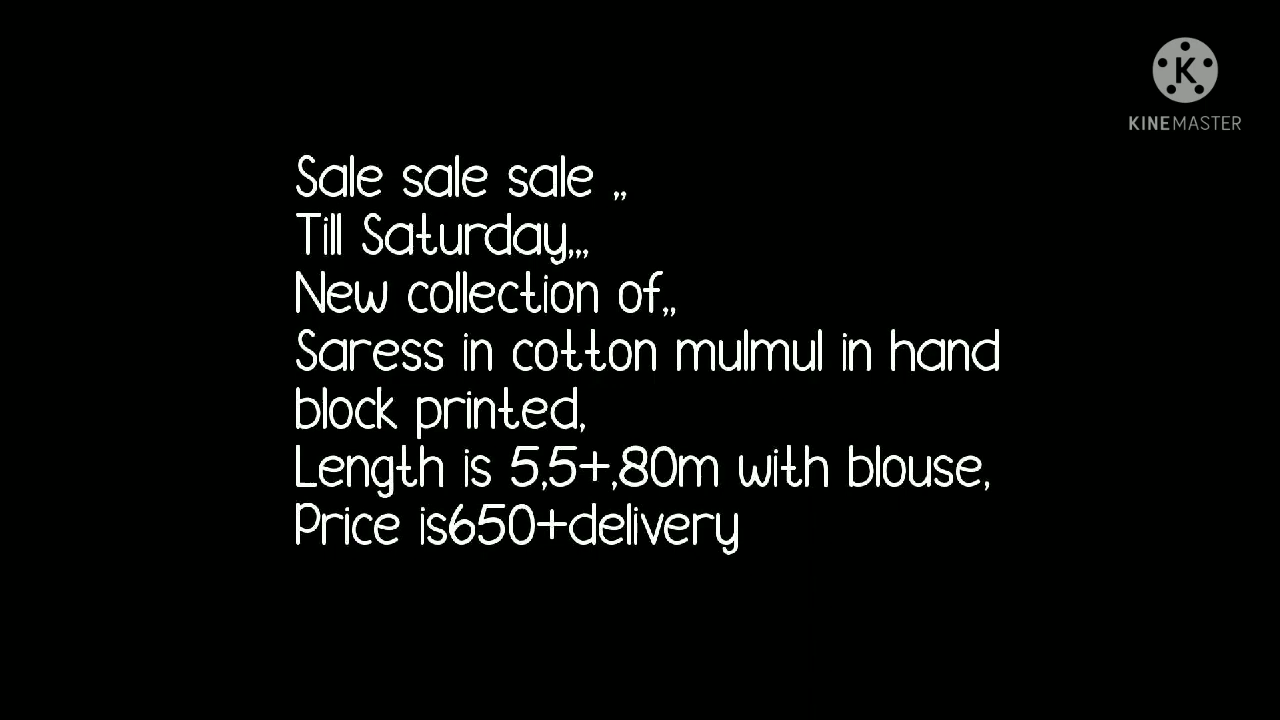 KINEMASTER
Sale sale sale ,,
Till Saturday,,,
New collection of,,
Saress in cotton mulmul in hand
block printed,
Length is 5,5+,80m with blouse,
Price is650+delivery